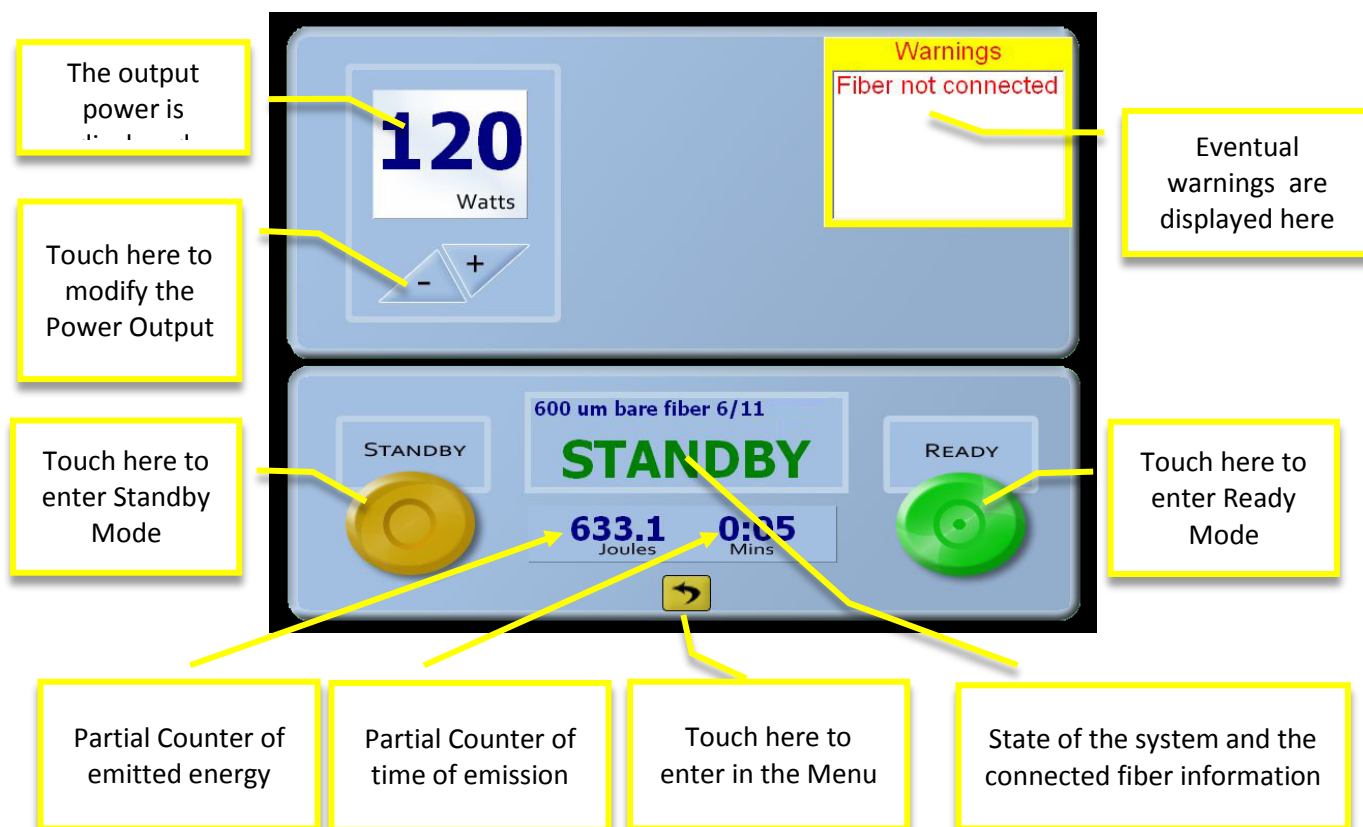 The output
power is
120
Watts
-
+
Warnings
Fiber not connected
Eventual
warnings are
displayed here
Touch here to
modify the
Power Output
600 um bare fiber 6/11
STANDBY
STANDBY
READY
633.1
Joules
0:05
Mins
Touch here to
enter Standby
Mode
Touch here to
enter Ready
Mode
Partial Counter of
emitted energy
Partial Counter of
time of emission
Touch here to
enter in the Menu
State of the system and the
connected fiber information